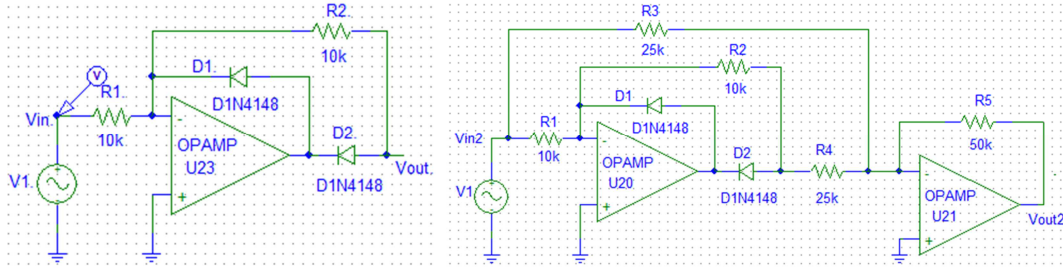 R2.
10k
D1.
D1N4148
V
R1.
Vin.
10k
-
OPAMP
U23
+
D2.
D1N4148
Vout.
V1.
+
-
R3
25k
R2
10k
D1
D1N4148
R1
Vin2
10k
-
OPAMP
U20
+
D2
D1N4148
R4
25k
V1
+
-
R5
50k
-
OPAMP
U21
+
Vout2